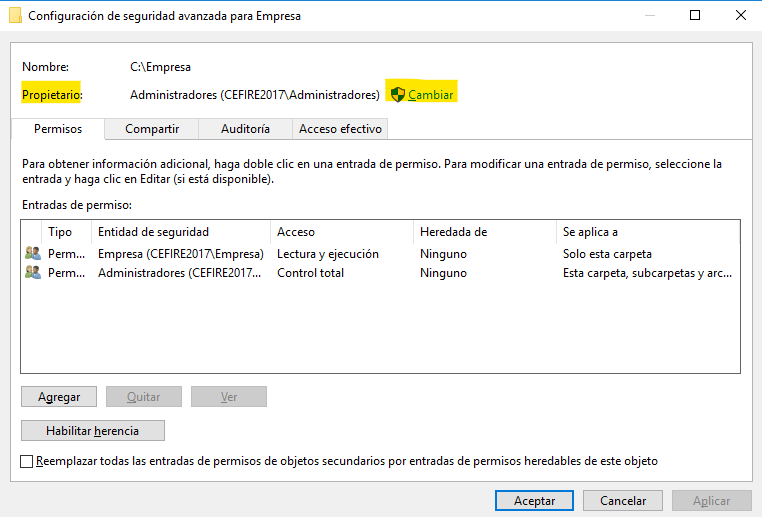 Configuración de seguridad avanzada para Empresa
Nombre: C:\Empresa
Propietario: Administradores (CEFIRE2017\Administradores) Cambiar
Permisos Compartir Auditoría Acceso efectivo
Para obtener información adicional, haga doble clic en una entrada de permiso. Para modificar una entrada de permiso, seleccione la
entrada y haga clic en Editar (si está disponible).
Entradas de permiso:
Tipo Entidad de seguridad Acceso Heredada de Se aplica a
Perm... Empresa (CEFIRE2017\Empresa) Lectura y ejecución Ninguno Solo esta carpeta
Perm... Administradores (CEFIRE2017... Control total Ninguno Esta carpeta, subcarpetas y arc...
Agregar Quitar Ver
Habilitar herencia
Reemplazar todas las entradas de permisos de objetos secundarios por entradas de permisos heredables de este objeto
Aceptar Cancelar Aplicar